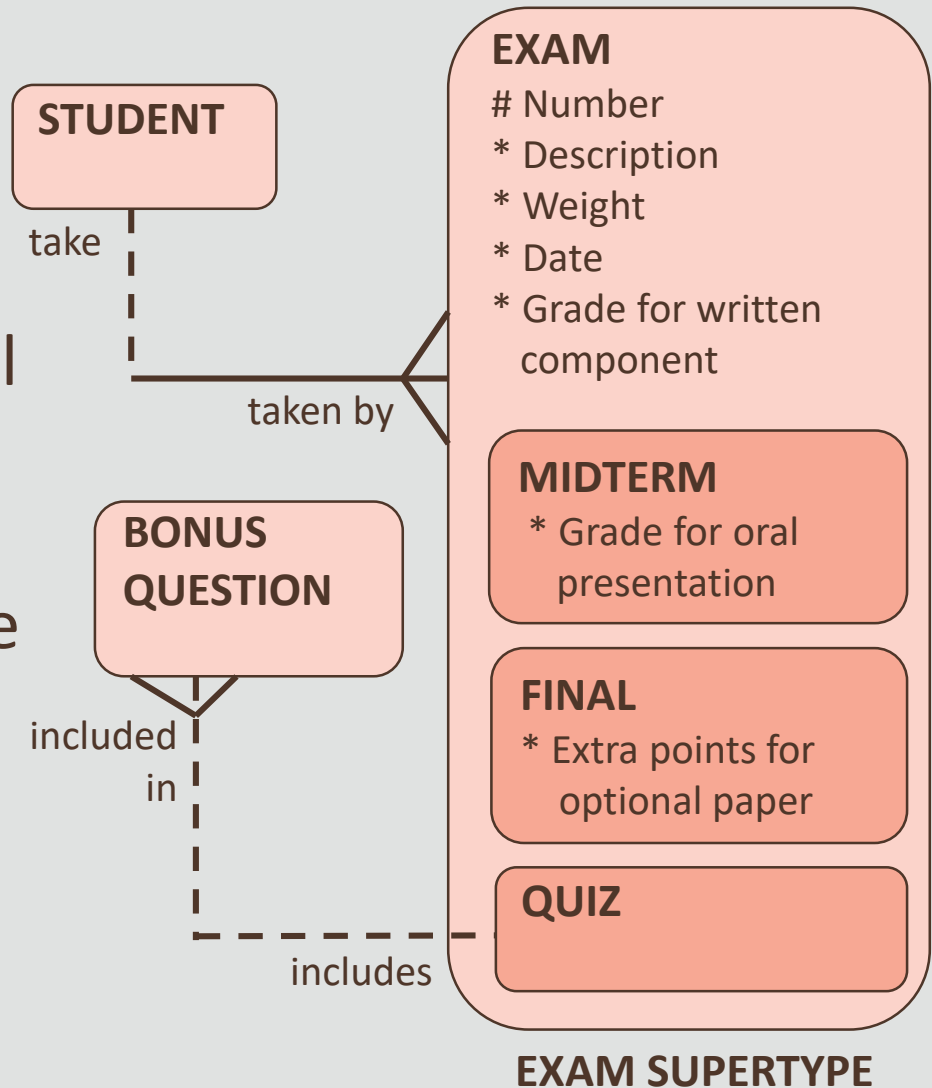 STUDENT
take
l
taken by
EXAM
# Number
* Description
* Weight
* Date
* Grade for written
component
MIDTERM
* Grade for oral
presentation
BONUS
QUESTION
e
included
in
includes
FINAL
* Extra points for
optional paper
QUIZ
EXAM SUPERTYPE